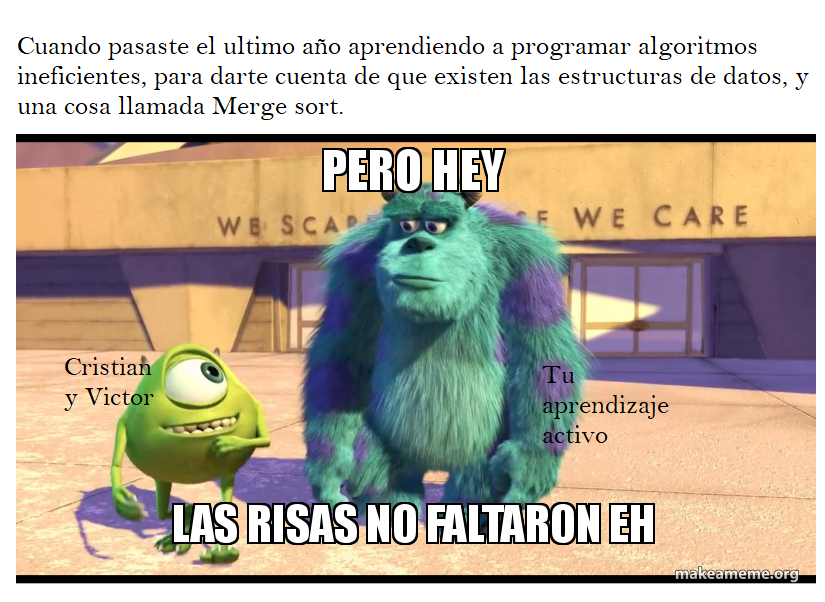 Cuando pasaste el ultimo año aprendiendo a programar algoritmos
ineficientes, para darte cuenta de que existen las estructuras de datos, y
una cosa llamada Merge sort.
PERO HEY
WE SCAR SE WE CARE
Cristian
y Victor
Tu
aprendizaje
activo
LAS RISAS NO FALTARON EH
makeameme.org